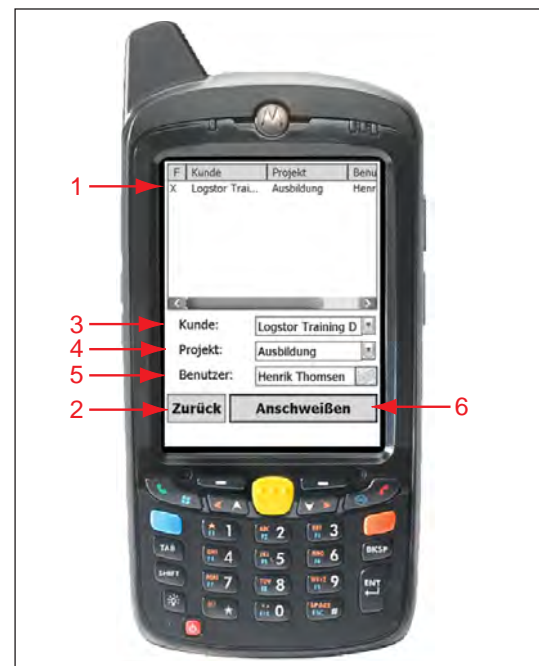 F Kunde Projekt Benu
1
X Logstor Trai... Ausbildung Henr
3 Kunde: Logstor Training D
4 Projekt: Ausbildung
5 Benutzer: Henrik Thomsen
2 Zurück Anschweißen 6
1 2 3
TAB 4 5 6 BKSP
SHIFT 7 8 9 ENT
* 0 SPACE